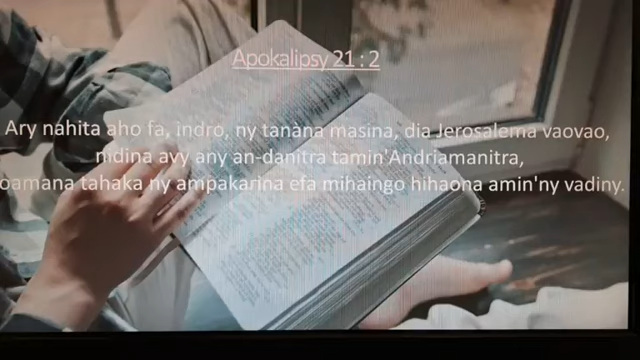 Apokalipsy 21 : 2
Ary nahita aho fa, indro, ny tanàna masina, dia Jerosalema vaovao,
nidina avy any an-danitra tamin'Andriamanitra,
oamana tahaka ny ampakarina efa mihaingo hihaona amin'ny vadiny.